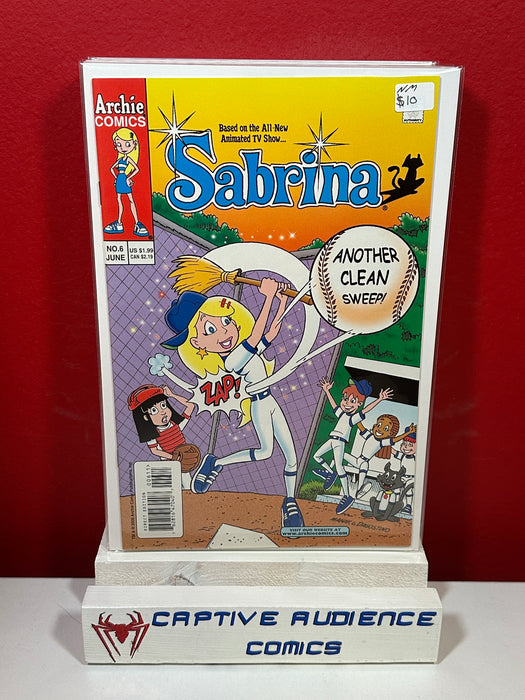 NM
$10
Archie
COMICS
Based on the All-New
Animated TV Show...
Sabrina
NO.6
JUNE
US $1.99
CAN $2.19
ANOTHER
CLEAN
SWEEP!
ZAP!
VISIT OUR WEBSITE AT
www.archiecomics.com
CAPTIVE AUDIENCE
COMICS